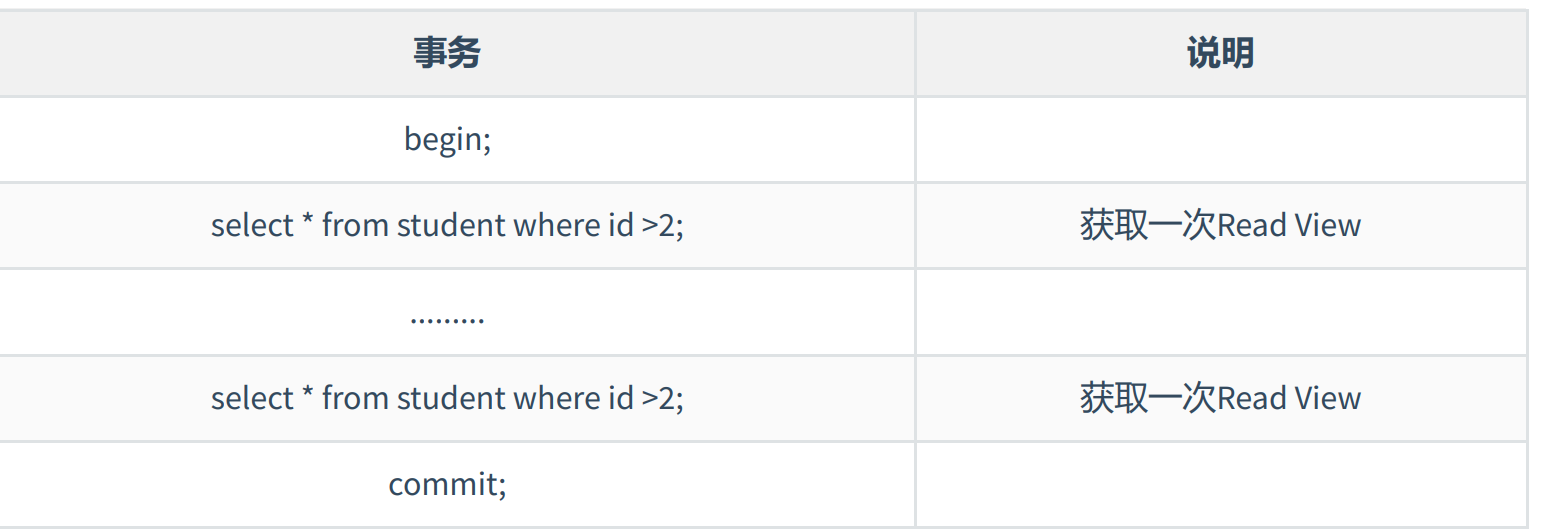 事务 说明
begin;
select * from student where id >2; 获取一次Read View
.........
select * from student where id >2; 获取一次Read View
commit;